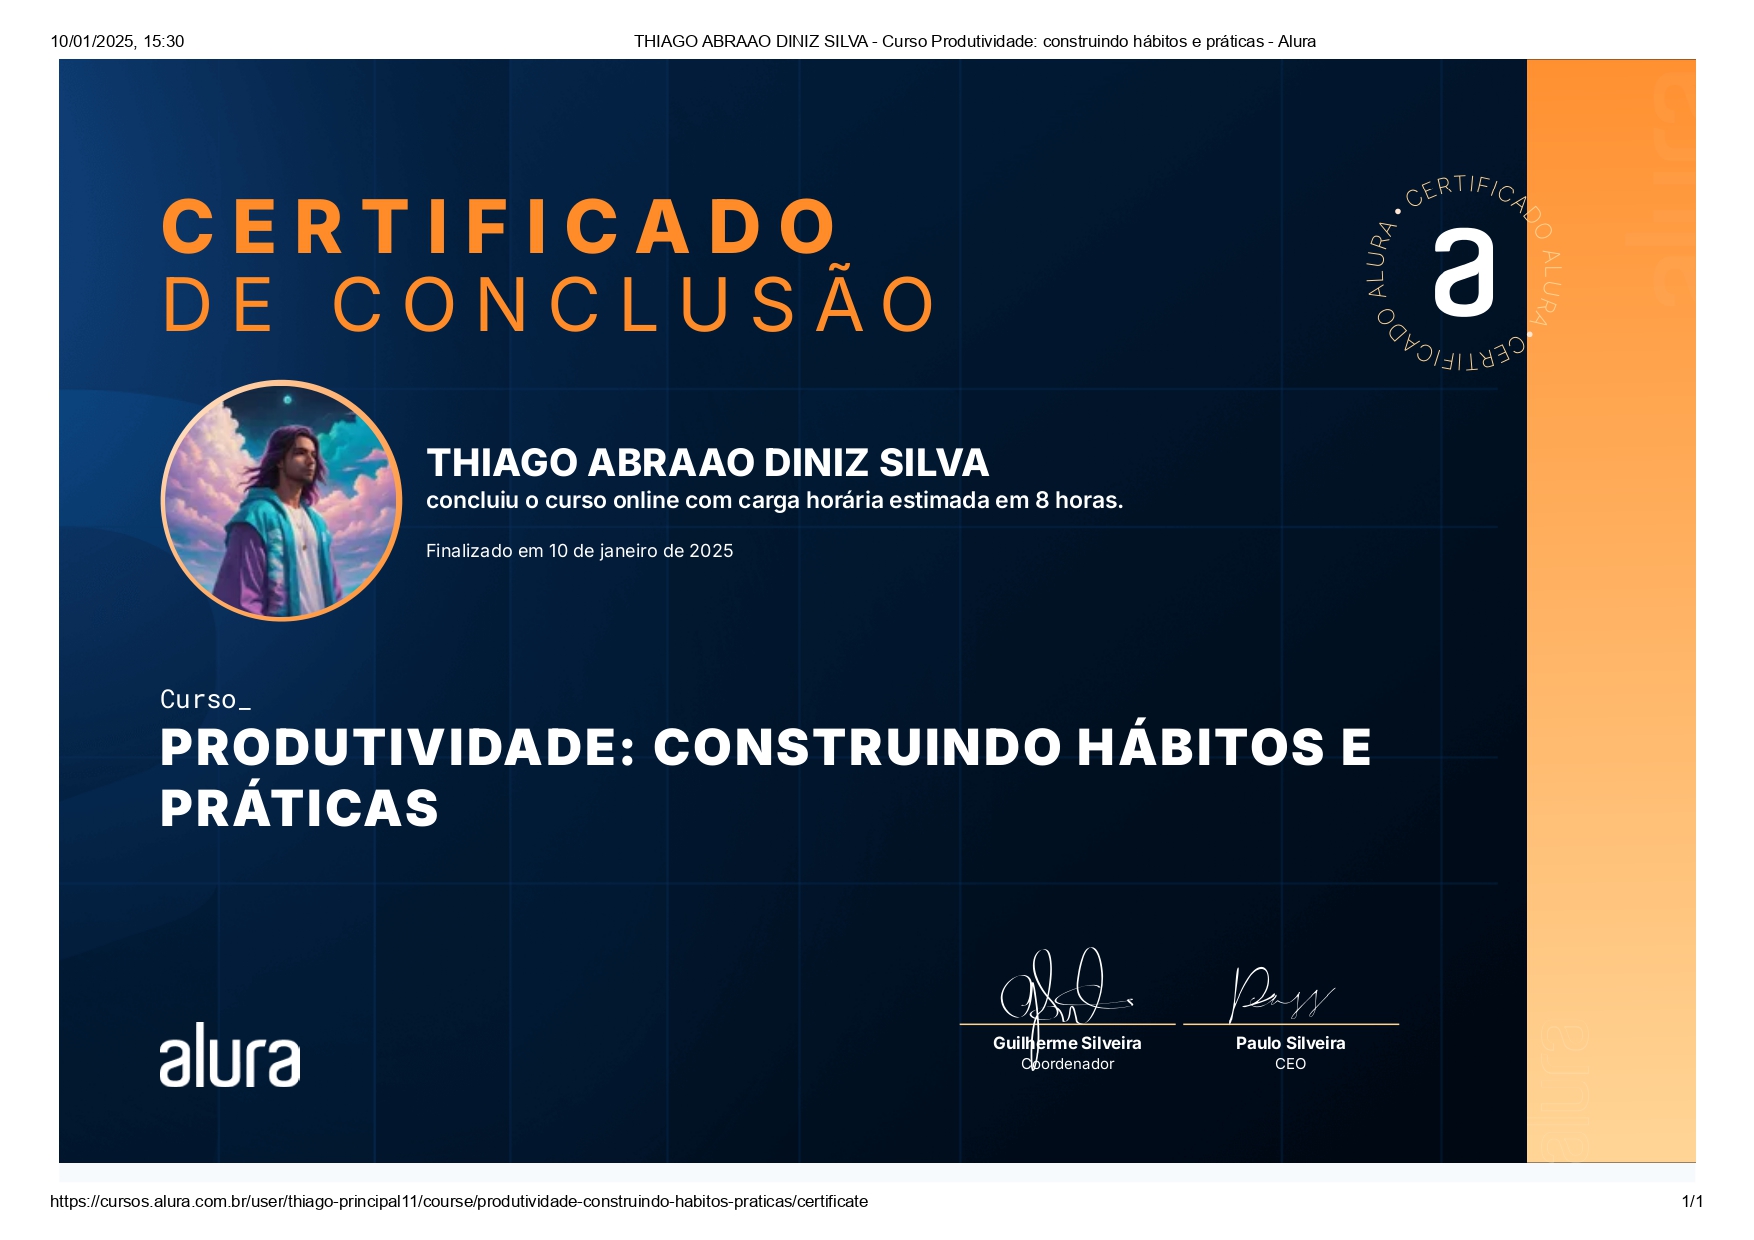 10/01/2025, 15:30
THIAGO ABRAAO DINIZ SILVA - Curso Produtividade: construindo hábitos e práticas - Alura
CERTIFICADO
DE CONCLUSÃO
CERTIFICADO ALURA • CERTIFICADO ALURA •
a
THIAGO ABRAAO DINIZ SILVA
concluiu o curso online com carga horária estimada em 8 horas.
Finalizado em 10 de janeiro de 2025
Curso_
PRODUTIVIDADE: CONSTRUINDO HÁBITOS E
PRÁTICAS
Guilherme Silveira
Coordenador
Paulo Silveira
CEO
alura
alura
alura
https://cursos.alura.com.br/user/thiago-principal11/course/produtividade-construindo-habitos-praticas/certificate
1/1